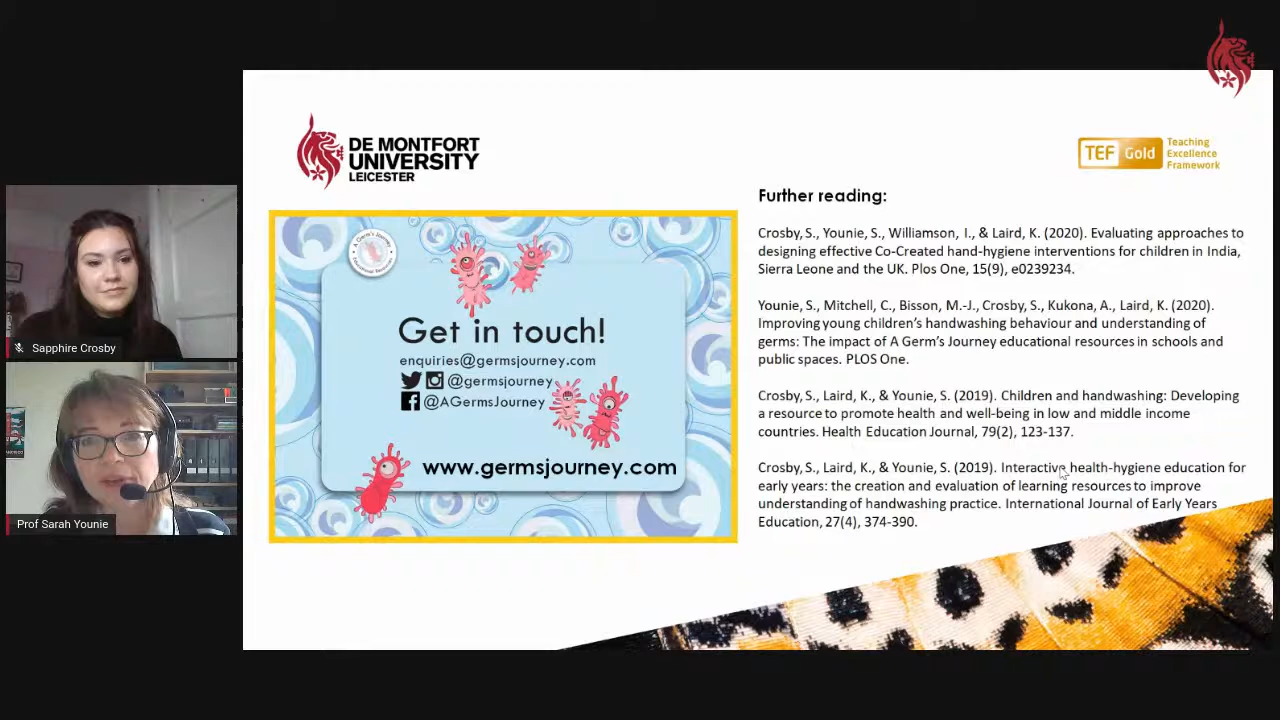 DE MONTFORT
UNIVERSITY
LEICESTER
TEF Gold
Teaching
Excellence
Framework
Sapphire Crosby
Prof Sarah Younie
A Germ's Journey
Educational Resources
Get in touch!
enquiries@germsjourney.com
@germsjourney
@AGermsJourney
www.germsjourney.com
Further reading:
Crosby, S., Younie, S., Williamson, I., & Laird, K. (2020). Evaluating approaches to
designing effective Co-Created hand-hygiene interventions for children in India,
Sierra Leone and the UK. Plos One, 15(9), e0239234.
Younie, S., Mitchell, C., Bisson, M.-J., Crosby, S., Kukona, A., Laird, K. (2020).
Improving young children's handwashing behaviour and understanding of
germs: The impact of A Germ's Journey educational resources in schools and
public spaces. PLOS One.
Crosby, S., Laird, K., & Younie, S. (2019). Children and handwashing: Developing
a resource to promote health and well-being in low and middle income
countries. Health Education Journal, 79(2), 123-137.
Crosby, S., Laird, K., & Younie, S. (2019). Interactive health-hygiene education for
early years: the creation and evaluation of learning resources to improve
understanding of handwashing practice. International Journal of Early Years
Education, 27(4), 374-390.